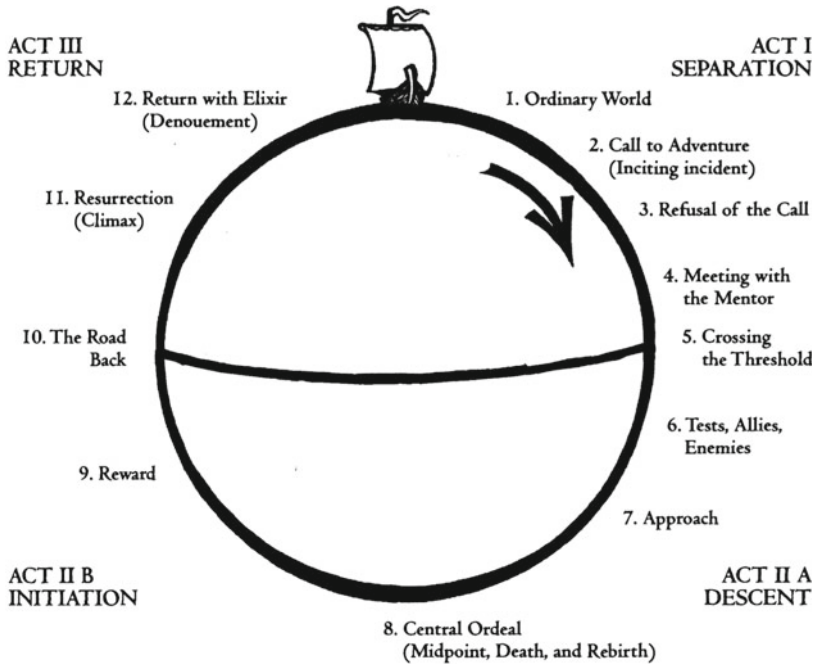 ACT III
RETURN
ACT I
SEPARATION
12. Return with Elixir
(Denouement)
1. Ordinary World
2. Call to Adventure
(Inciting incident)
11. Resurrection
(Climax)
3. Refusal of the Call
4. Meeting with
the Mentor
10. The Road
Back
5. Crossing
the Threshold
6. Tests, Allies,
Enemies
9. Reward
7. Approach
ACT II B
INITIATION
ACT II A
DESCENT
8. Central Ordeal
(Midpoint, Death, and Rebirth)